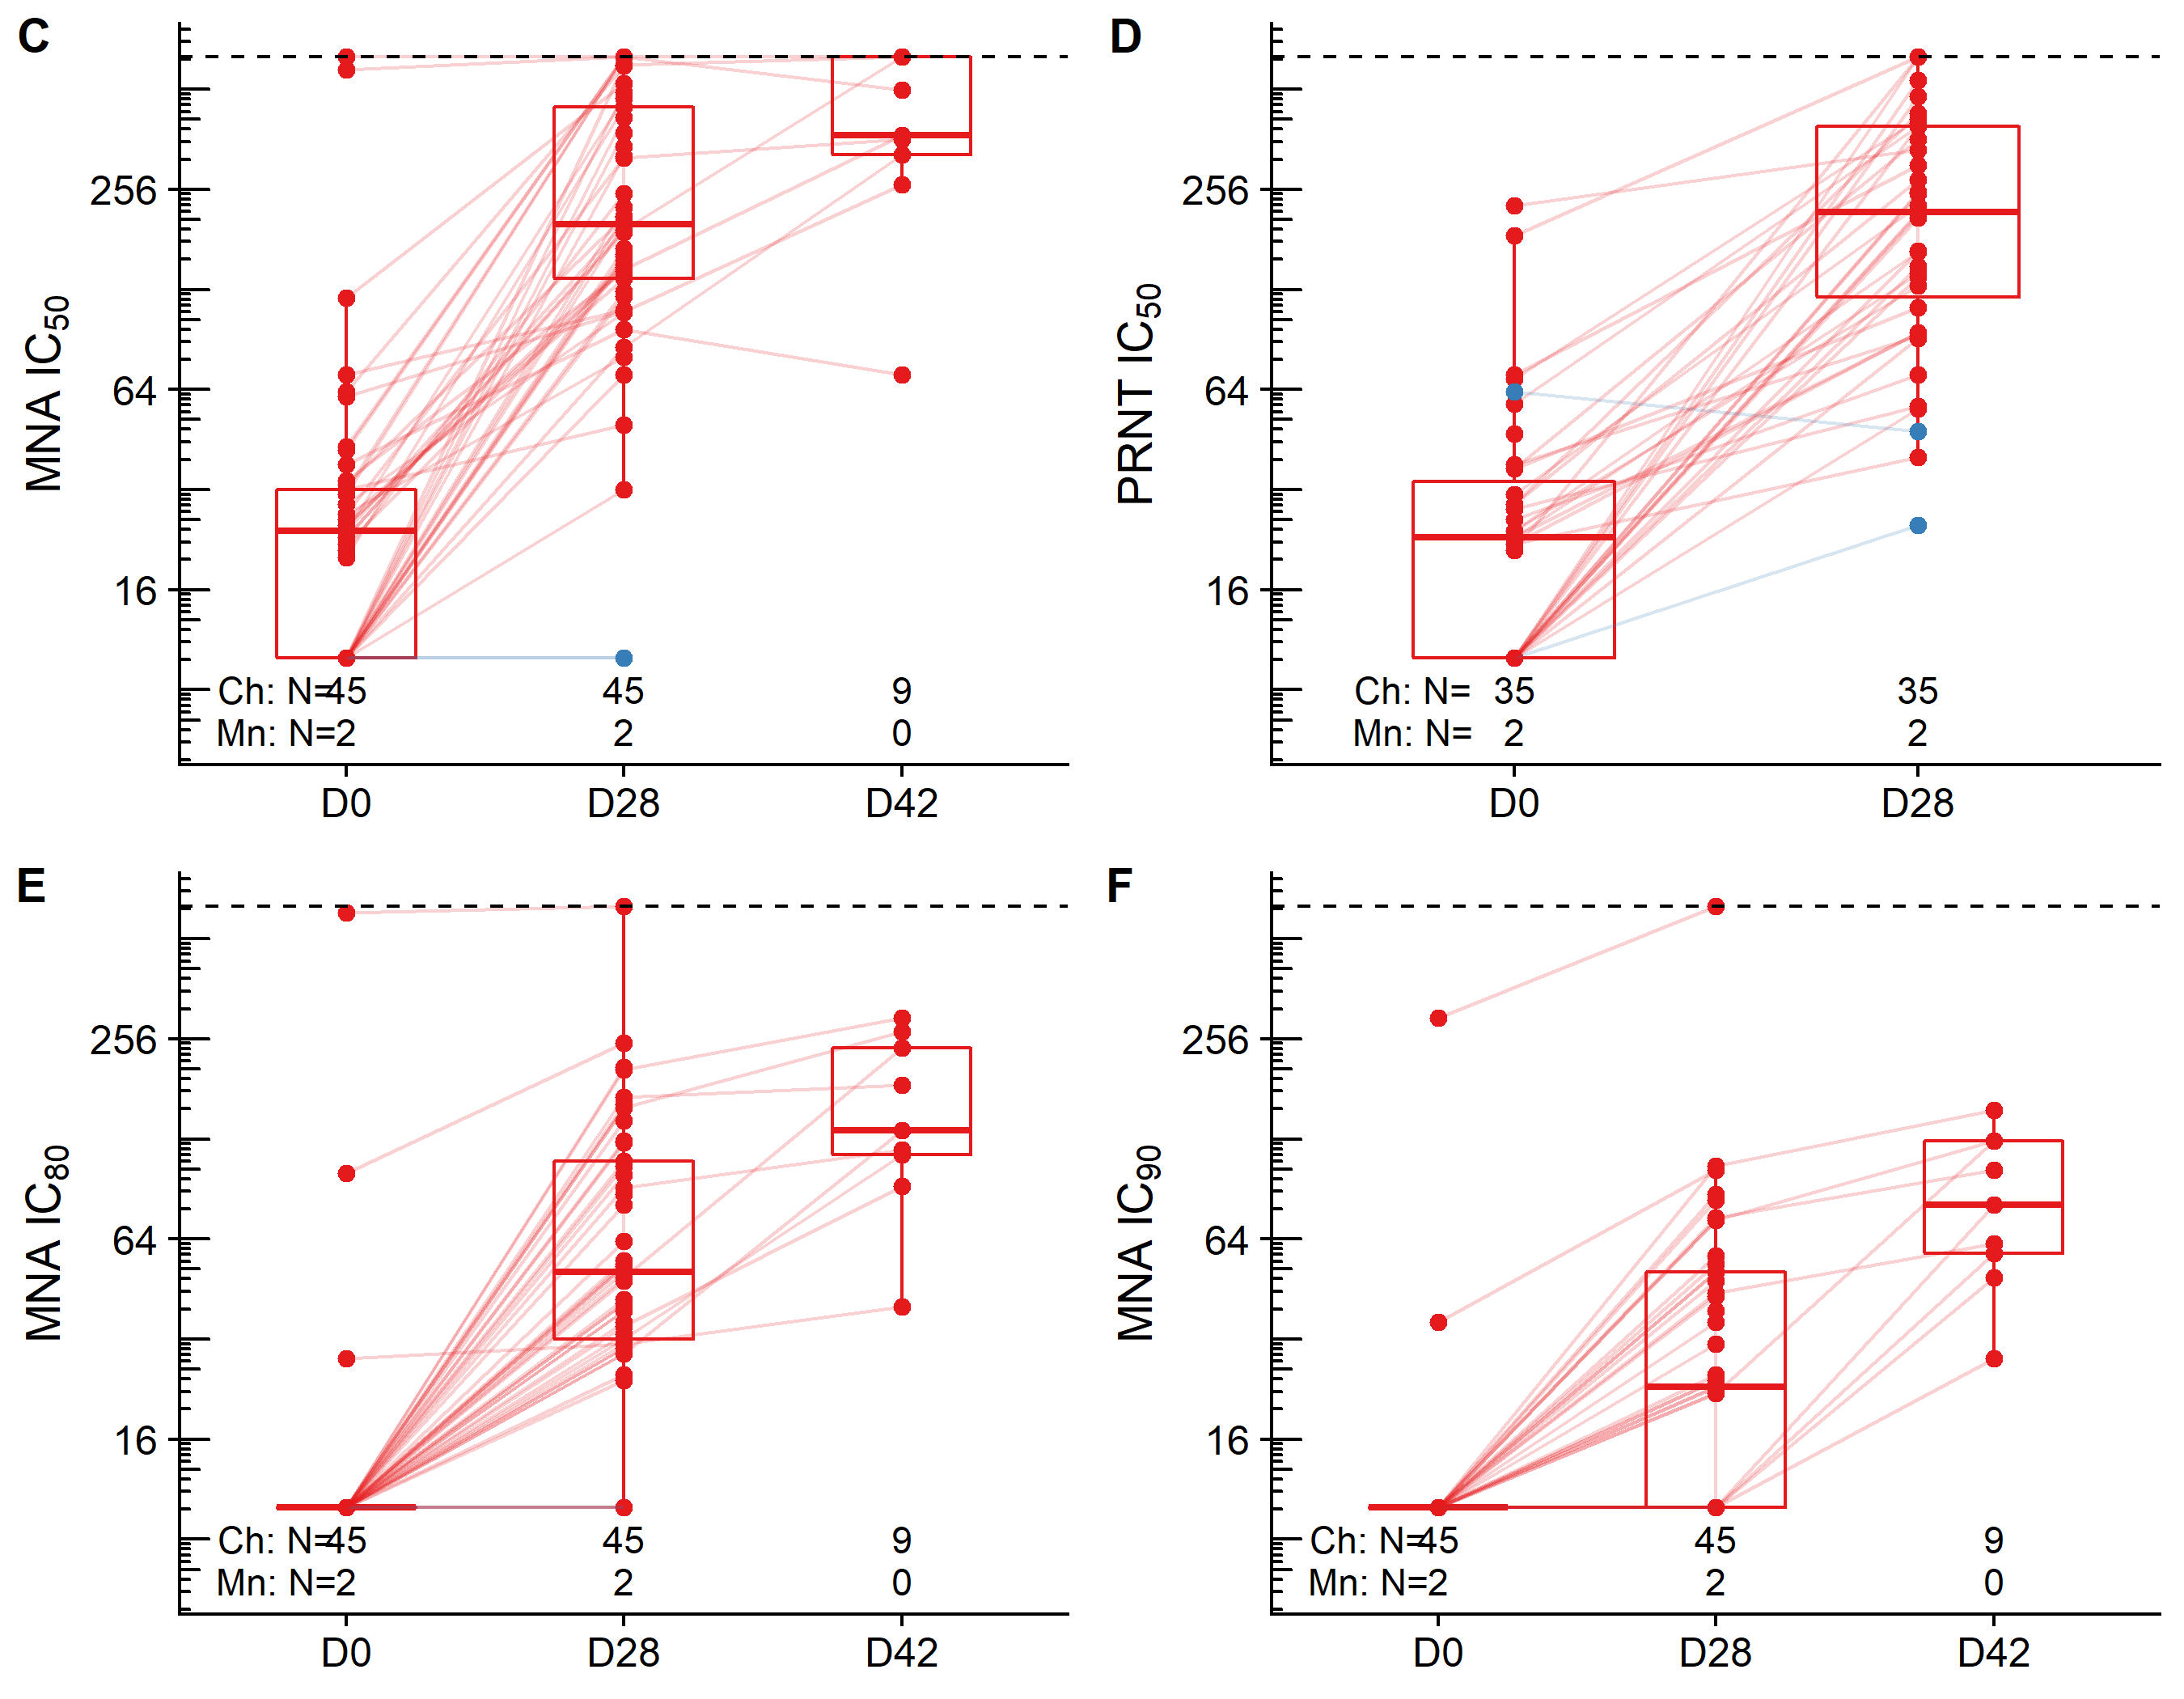 C
MNA IC50
256
64
16
Ch: N=45 45 9
Mn: N=2 2 0
D0 D28 D42
D
PRNT IC50
256
64
16
Ch: N= 35 35
Mn: N= 2 2
D0 D28
E
MNA IC80
256
64
16
Ch: N=45 45 9
Mn: N=2 2 0
D0 D28 D42
F
MNA IC90
256
64
16
Ch: N=45 45 9
Mn: N=2 2 0
D0 D28 D42